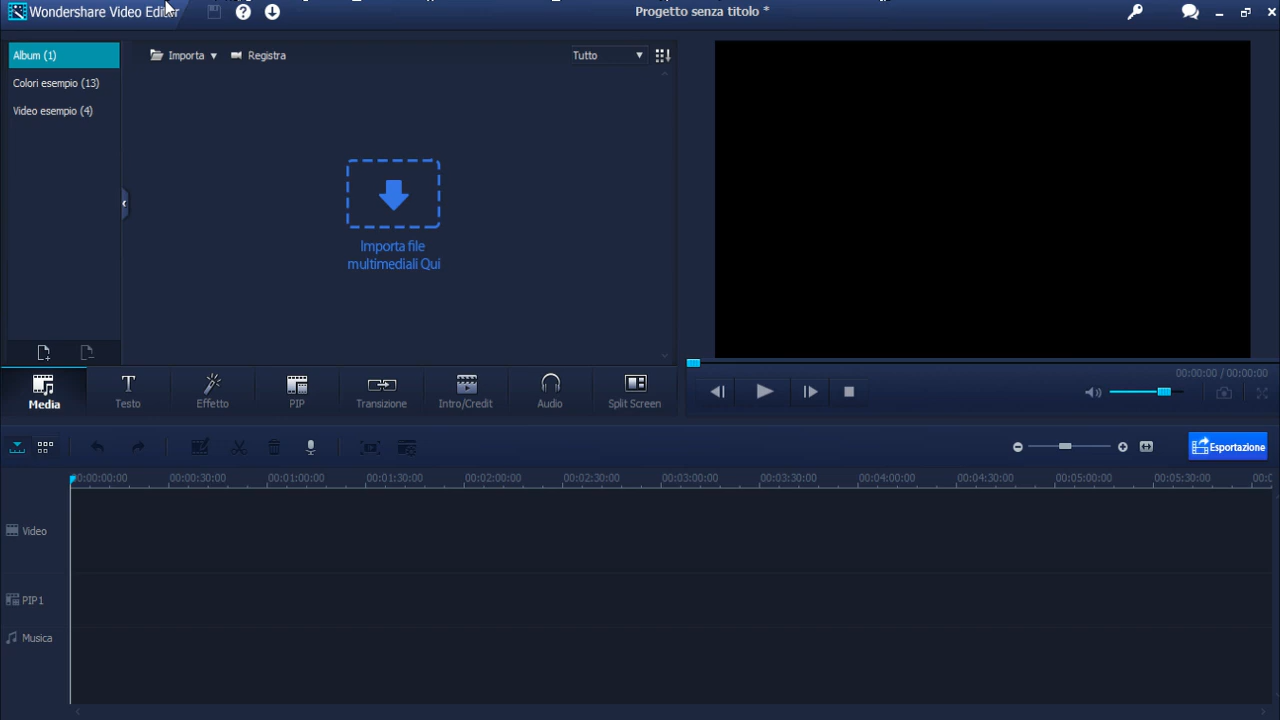 Wondershare Video Editor
Progetto senza titolo *
Album (1)
Importa
Registra
Tutto
Colori esempio (13)
Video esempio (4)
Importa file
multimediali Qui
00:00:00 / 00:00:00
Media
Testo
Effetto
PIP
Transizione
Intro/Credit
Audio
Split Screen
Esportazione
00:00:00:00
00:00:30:00
00:01:00:00
00:01:30:00
00:02:00:00
00:02:30:00
00:03:00:00
00:03:30:00
00:04:00:00
00:04:30:00
00:05:00:00
00:05:30:00
Video
PIP1
Musica